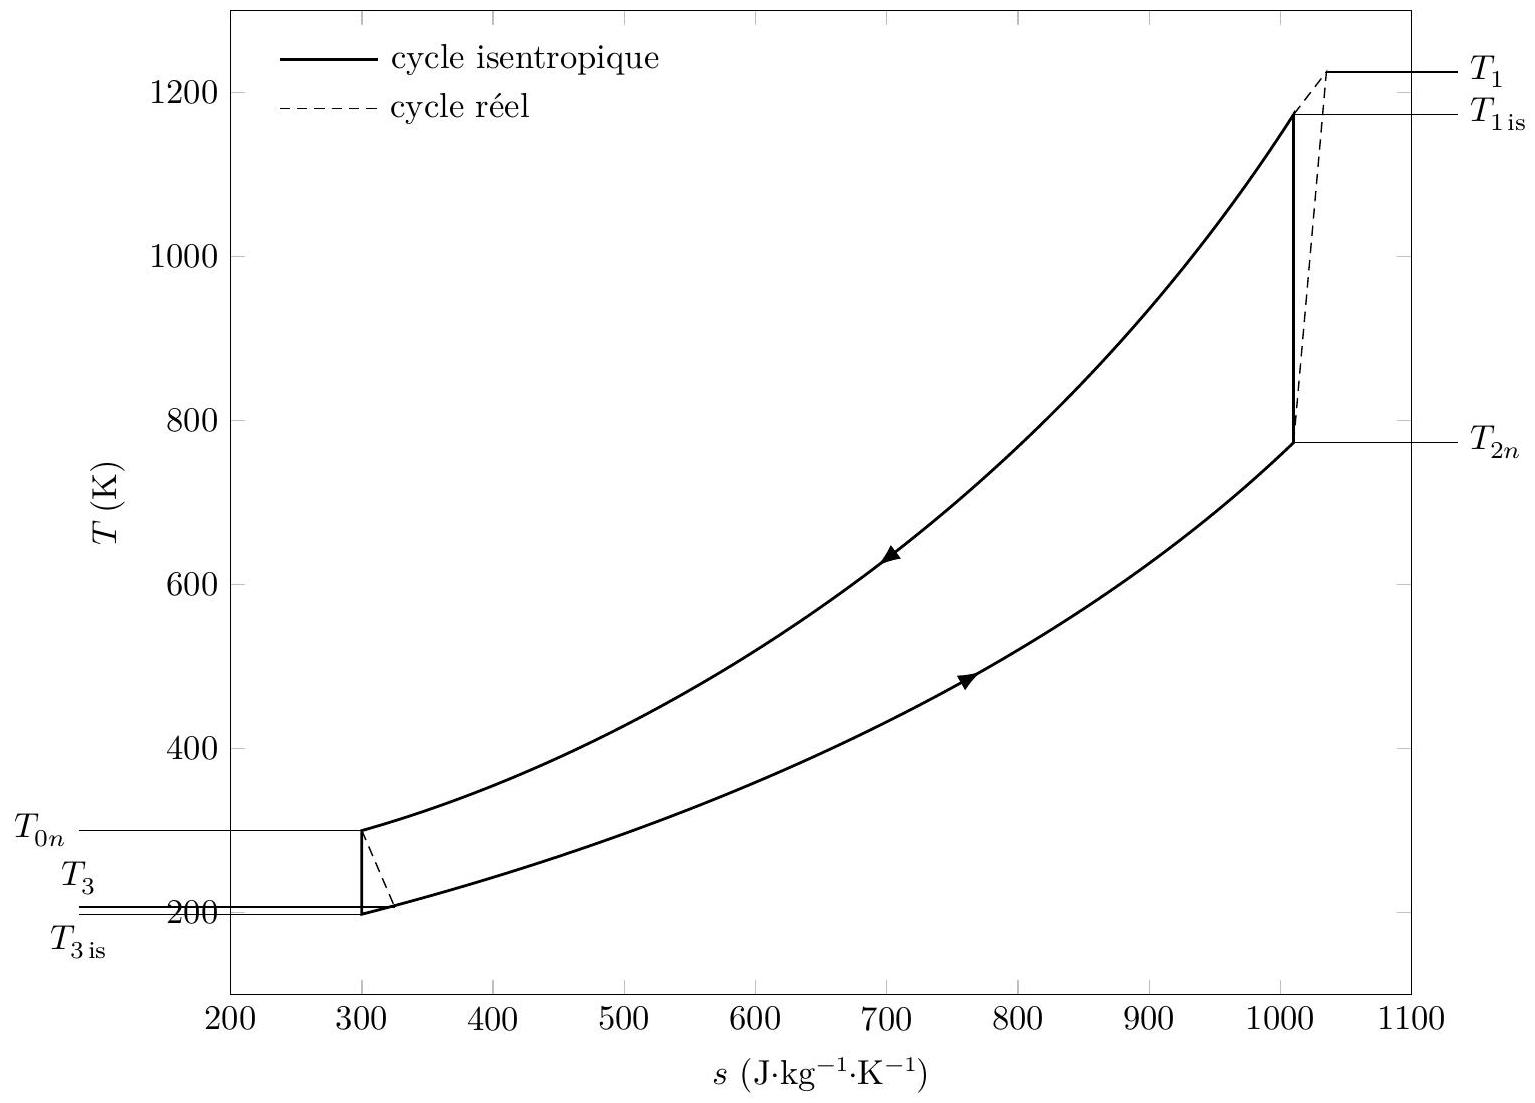 cycle isentropique
cycle réel
T₁
T₁ is
T₂ₙ
1200
1000
800
600
400
200
T (K)
T₀ₙ
T₃
T₃ is
200 300 400 500 600 700 800 900 1000 1100
s (J·kg⁻¹·K⁻¹)